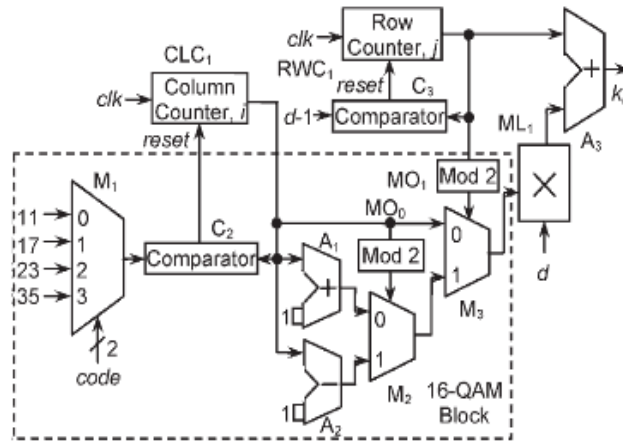 clk
Row
Counter, j
CLC1
RWC1
reset
C3
clk
Column
Counter, i
d-1
Comparator
ML1
A3
k
reset
M1
MO1
Mod 2
11
17
23
35
0
1
2
3
C2
Comparator
MO0
A1
Mod 2
0
1
M3
d
1
0
1
M2
2
code
1
A2
16-QAM
Block